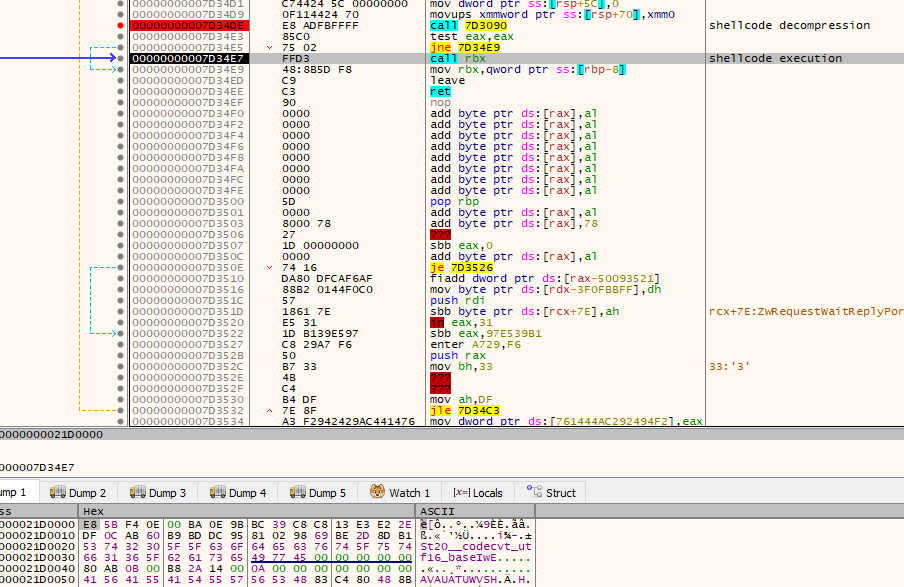 00000000007D34D1 C74424 5C 00000000 mov dword ptr ss:[rsp+5C],0
00000000007D34D9 0F114424 70 movups xmmword ptr ss:[rsp+70],xmm0
00000000007D34DE E8 ADFBFFFF call 7D3090 shellcode decompression
00000000007D34E3 85C0 test eax,eax
00000000007D34E5 75 02 jne 7D34E9
00000000007D34E7 FFD3 call rbx shellcode execution
00000000007D34E9 48:8B5D F8 mov rbx,qword ptr ss:[rbp-8]
00000000007D34ED C9 leave
00000000007D34EE C3 ret
00000000007D34EF 90 nop
00000000007D34F0 0000 add byte ptr ds:[rax],al
00000000007D34F2 0000 add byte ptr ds:[rax],al
00000000007D34F4 0000 add byte ptr ds:[rax],al
00000000007D34F6 0000 add byte ptr ds:[rax],al
00000000007D34F8 0000 add byte ptr ds:[rax],al
00000000007D34FA 0000 add byte ptr ds:[rax],al
00000000007D34FC 0000 add byte ptr ds:[rax],al
00000000007D34FE 0000 add byte ptr ds:[rax],al
00000000007D3500 5D pop rbp
00000000007D3501 0000 add byte ptr ds:[rax],al
00000000007D3503 8000 78 add byte ptr ds:[rax],78
00000000007D3506 27 ???
00000000007D3507 1D 00000000 sbb eax,0
00000000007D350C 0000 add byte ptr ds:[rax],al
00000000007D350E 74 16 je 7D3526
00000000007D3510 DA80 DFCAF6AF fiadd dword ptr ds:[rax-50093521]
00000000007D3516 88B2 0144F0C0 mov byte ptr ds:[rdx-3F0FBBFF],dh
00000000007D351C 57 push rdi
00000000007D351D 1861 7E sbb byte ptr ds:[rcx+7E],ah rcx+7E:ZwRequestWaitReplyPor
00000000007D3520 E5 31 in eax,31
00000000007D3522 1D B139E597 sbb eax,97E539B1
00000000007D3527 C8 29A7 F6 enter A729,F6
00000000007D352B 50 push rax
00000000007D352C B7 33 mov bh,33 33:'3'
00000000007D352E 4B ???
00000000007D352F C4 ???
00000000007D3530 B4 DF mov ah,DF
00000000007D3532 7E 8F jle 7D34C3
00000000007D3534 A3 F2942429AC441476 mov dword ptr ds:[761444AC292494F2],eax
0000000021D0000
000007D34E7
ump 1 Dump 2 Dump 3 Dump 4 Dump 5 Watch 1 [x=] Locals Struct
ss Hex ASCII
000021D0000 E8 5B F4 0E 00 BA 0E 9B BC 39 C8 C8 13 E3 E2 2E è[ô..º..¼9ÈÈ.ãâ.
000021D0010 DF 0C AB 60 B9 BD DC 95 81 02 98 69 BE 2D 8D B1 ß.«`¹½Ü....i¾-.±
000021D0020 53 74 32 30 5F 5F 63 6F 64 65 63 76 74 5F 75 74 St20__codecvt_ut
000021D0030 66 31 36 5F 62 61 73 65 49 77 45 00 00 00 00 00 f16_baseIwE.....
000021D0040 80 AB 0B 00 B8 2A 14 00 0A 00 00 00 00 00 00 00 .«..¸*..........
000021D0050 41 56 41 55 41 54 55 57 56 53 48 83 C4 80 48 8B AVAUATUWVSH.Ä.H.